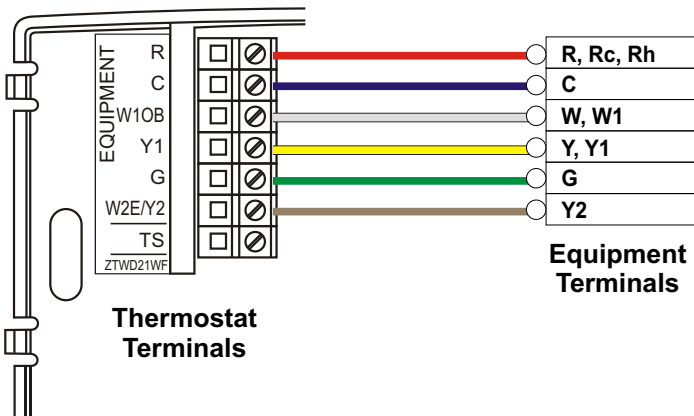 EQUIPMENT
R
C
W1OB
Y1
G
W2E/Y2
TS
ZTWD21WF
R, Rc, Rh
C
W, W1
Y, Y1
G
Y2
Thermostat
Terminals
Equipment
Terminals